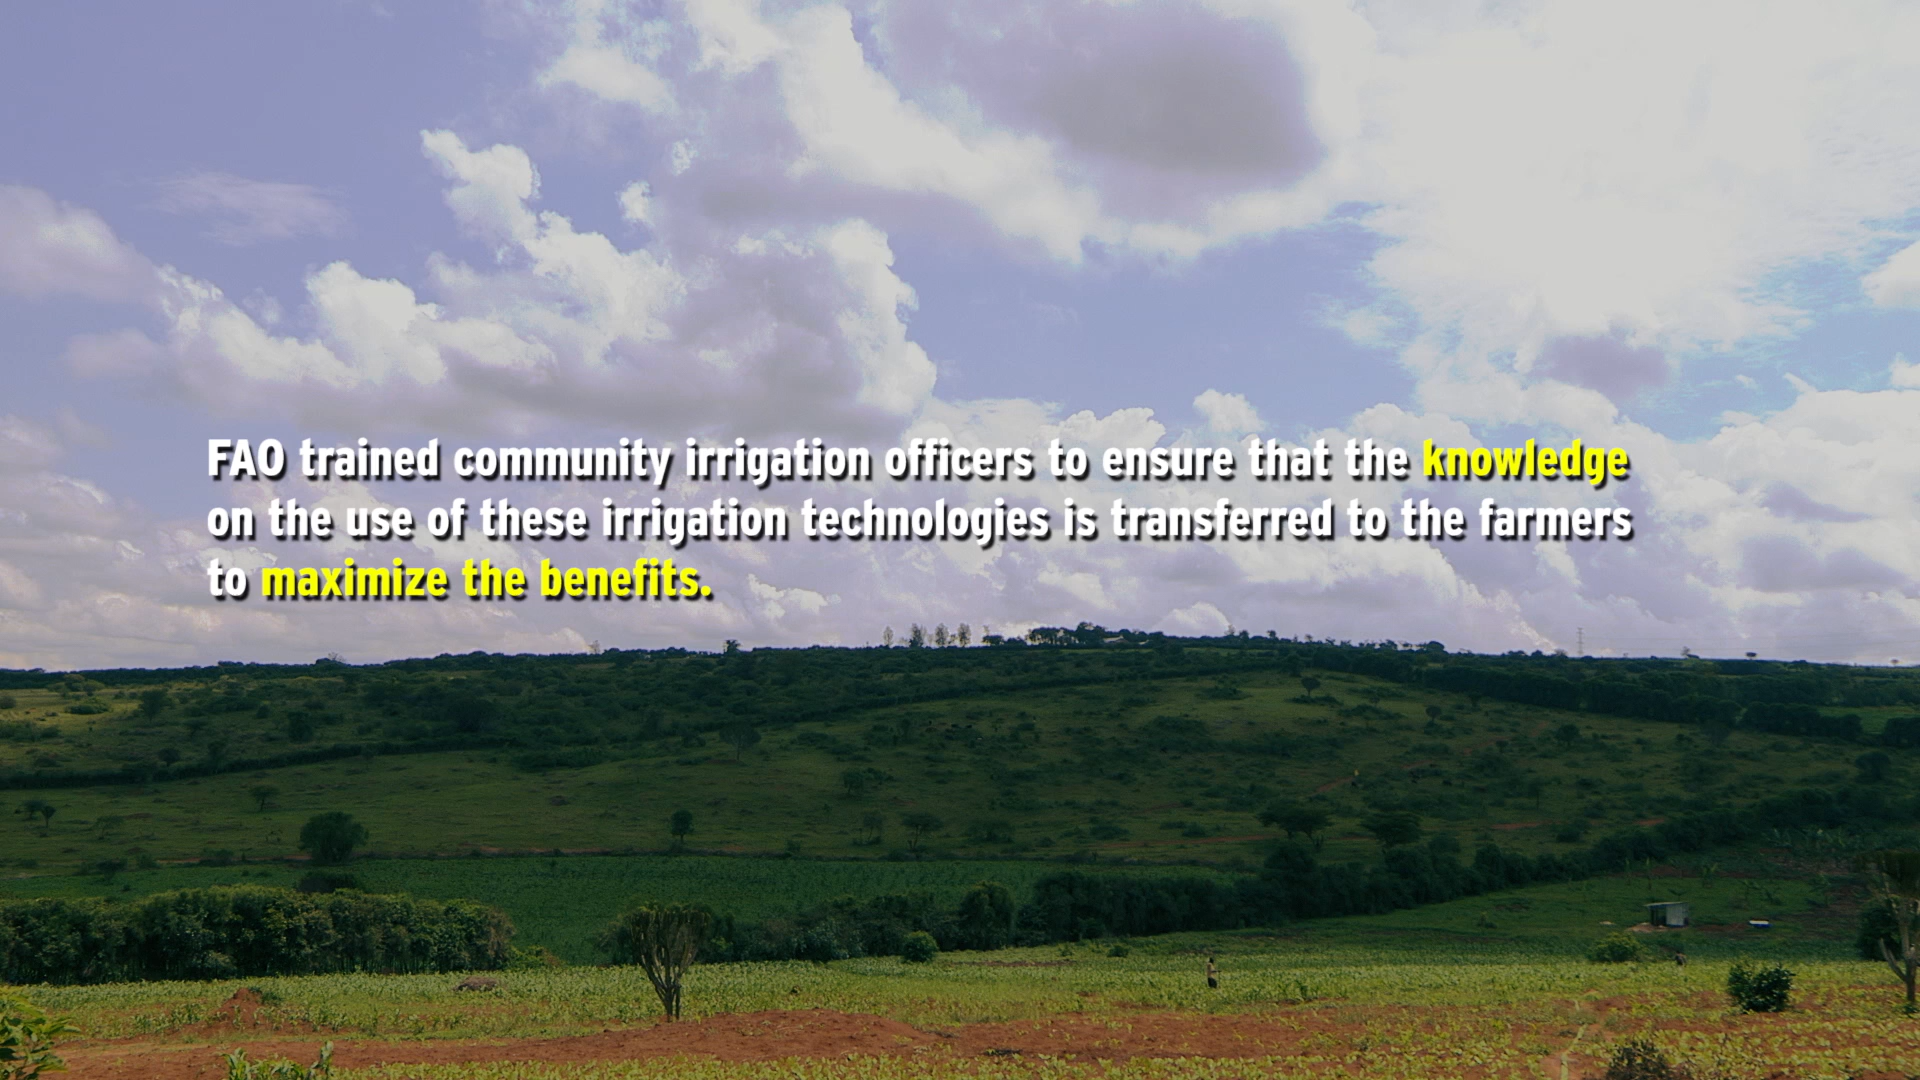 FAO trained community irrigation officers to ensure that the knowledge
on the use of these irrigation technologies is transferred to the farmers
to maximize the benefits.